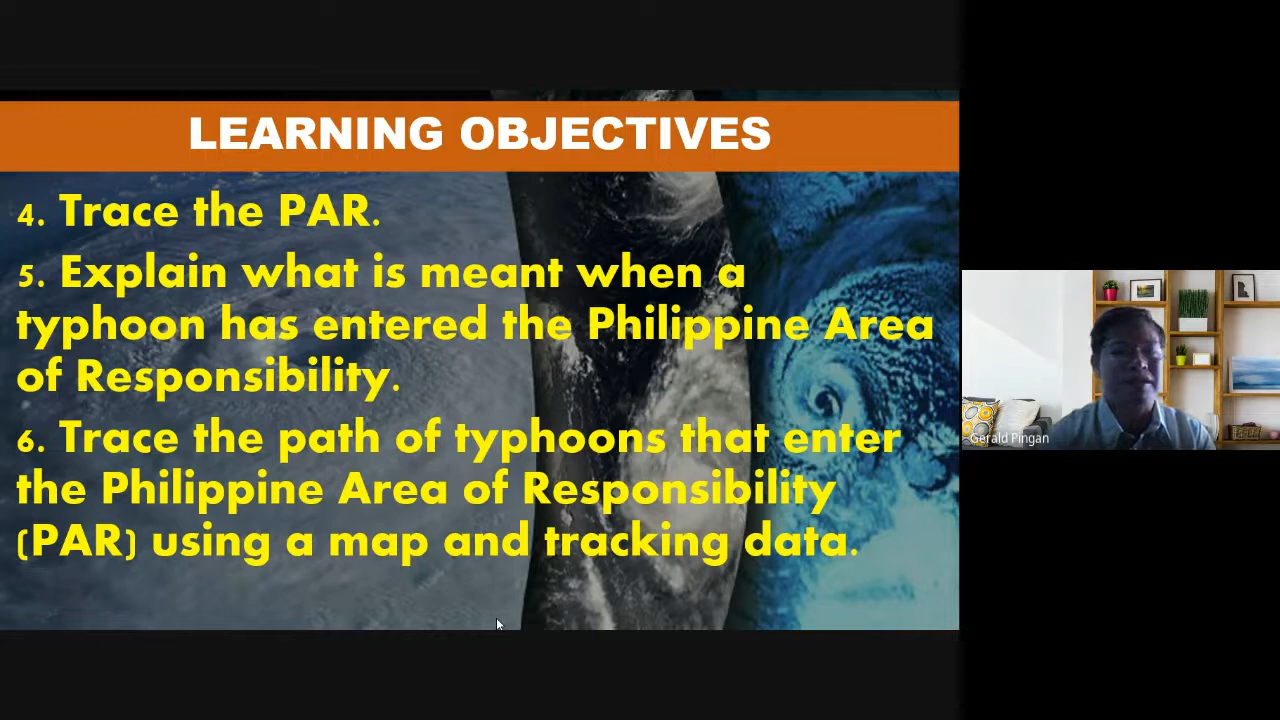 LEARNING OBJECTIVES
4. Trace the PAR.
5. Explain what is meant when a
typhoon has entered the Philippine Area
of Responsibility.
6. Trace the path of typhoons that enter
the Philippine Area of Responsibility
(PAR) using a map and tracking data.
Gerald Pingan